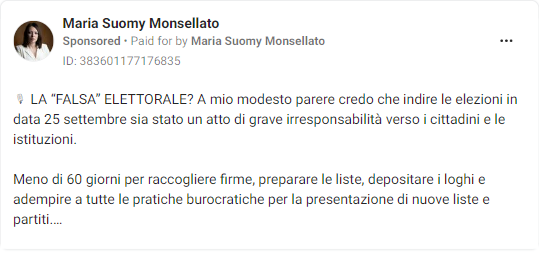 Maria Suomy Monsellato
Sponsored • Paid for by Maria Suomy Monsellato
ID: 383601177176835
🎙 LA “FALSA” ELETTORALE? A mio modesto parere credo che indire le elezioni in
data 25 settembre sia stato un atto di grave irresponsabilità verso i cittadini e le
istituzioni.
Meno di 60 giorni per raccogliere firme, preparare le liste, depositare i loghi e
adempire a tutte le pratiche burocratiche per la presentazione di nuove liste e
partiti....